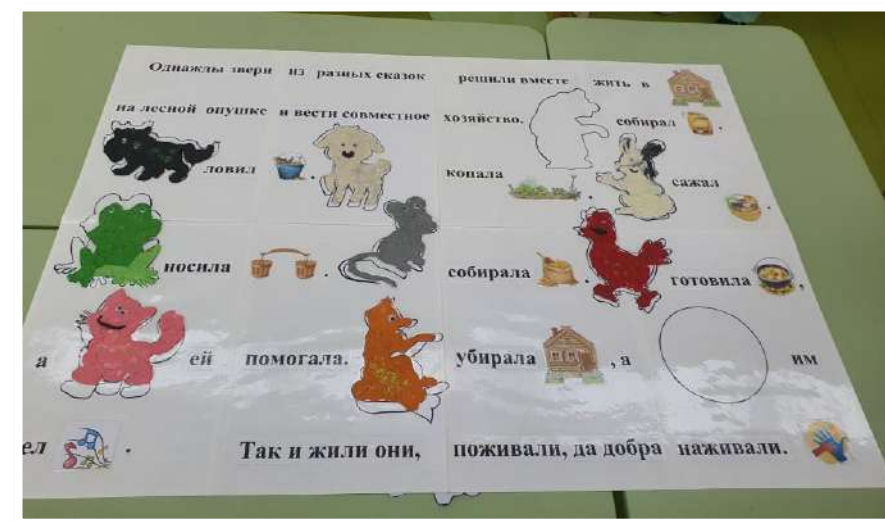 Однажды звери из разных сказок решили вместе жить в
на лесной опушке и вести совместное хозяйство. собирал .
ловил . копала . сажал .
носила . собирала . готовила ,
а ей помогала. убирала , а им
ел . Так и жили они, поживали, да добра наживали.